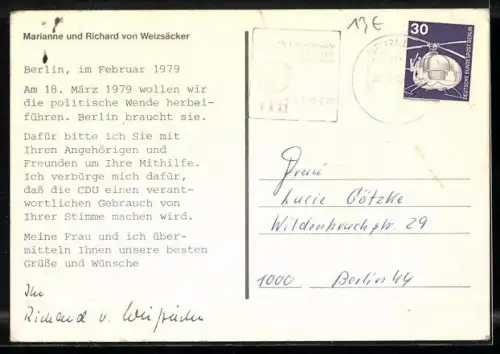 Marianne und Richard von Weizsäcker
13€
30
DEUTSCHE BUNDESPOST BERLIN
Berlin, im Februar 1979
Am 18. März 1979 wollen wir
die politische Wende herbei-
führen. Berlin braucht sie.
Dafür bitte ich Sie mit
Ihren Angehörigen und
Freunden um Ihre Mithilfe.
Ich verbürge mich dafür,
daß die CDU einen verant-
wortlichen Gebrauch von
Ihrer Stimme machen wird.
Meine Frau und ich über-
mitteln Ihnen unsere besten
Grüße und Wünsche
Ihr
Richard v. Weizsäcker
Frau
Lucie Götzke
Wildenbruchstr. 29
1000 Berlin 44